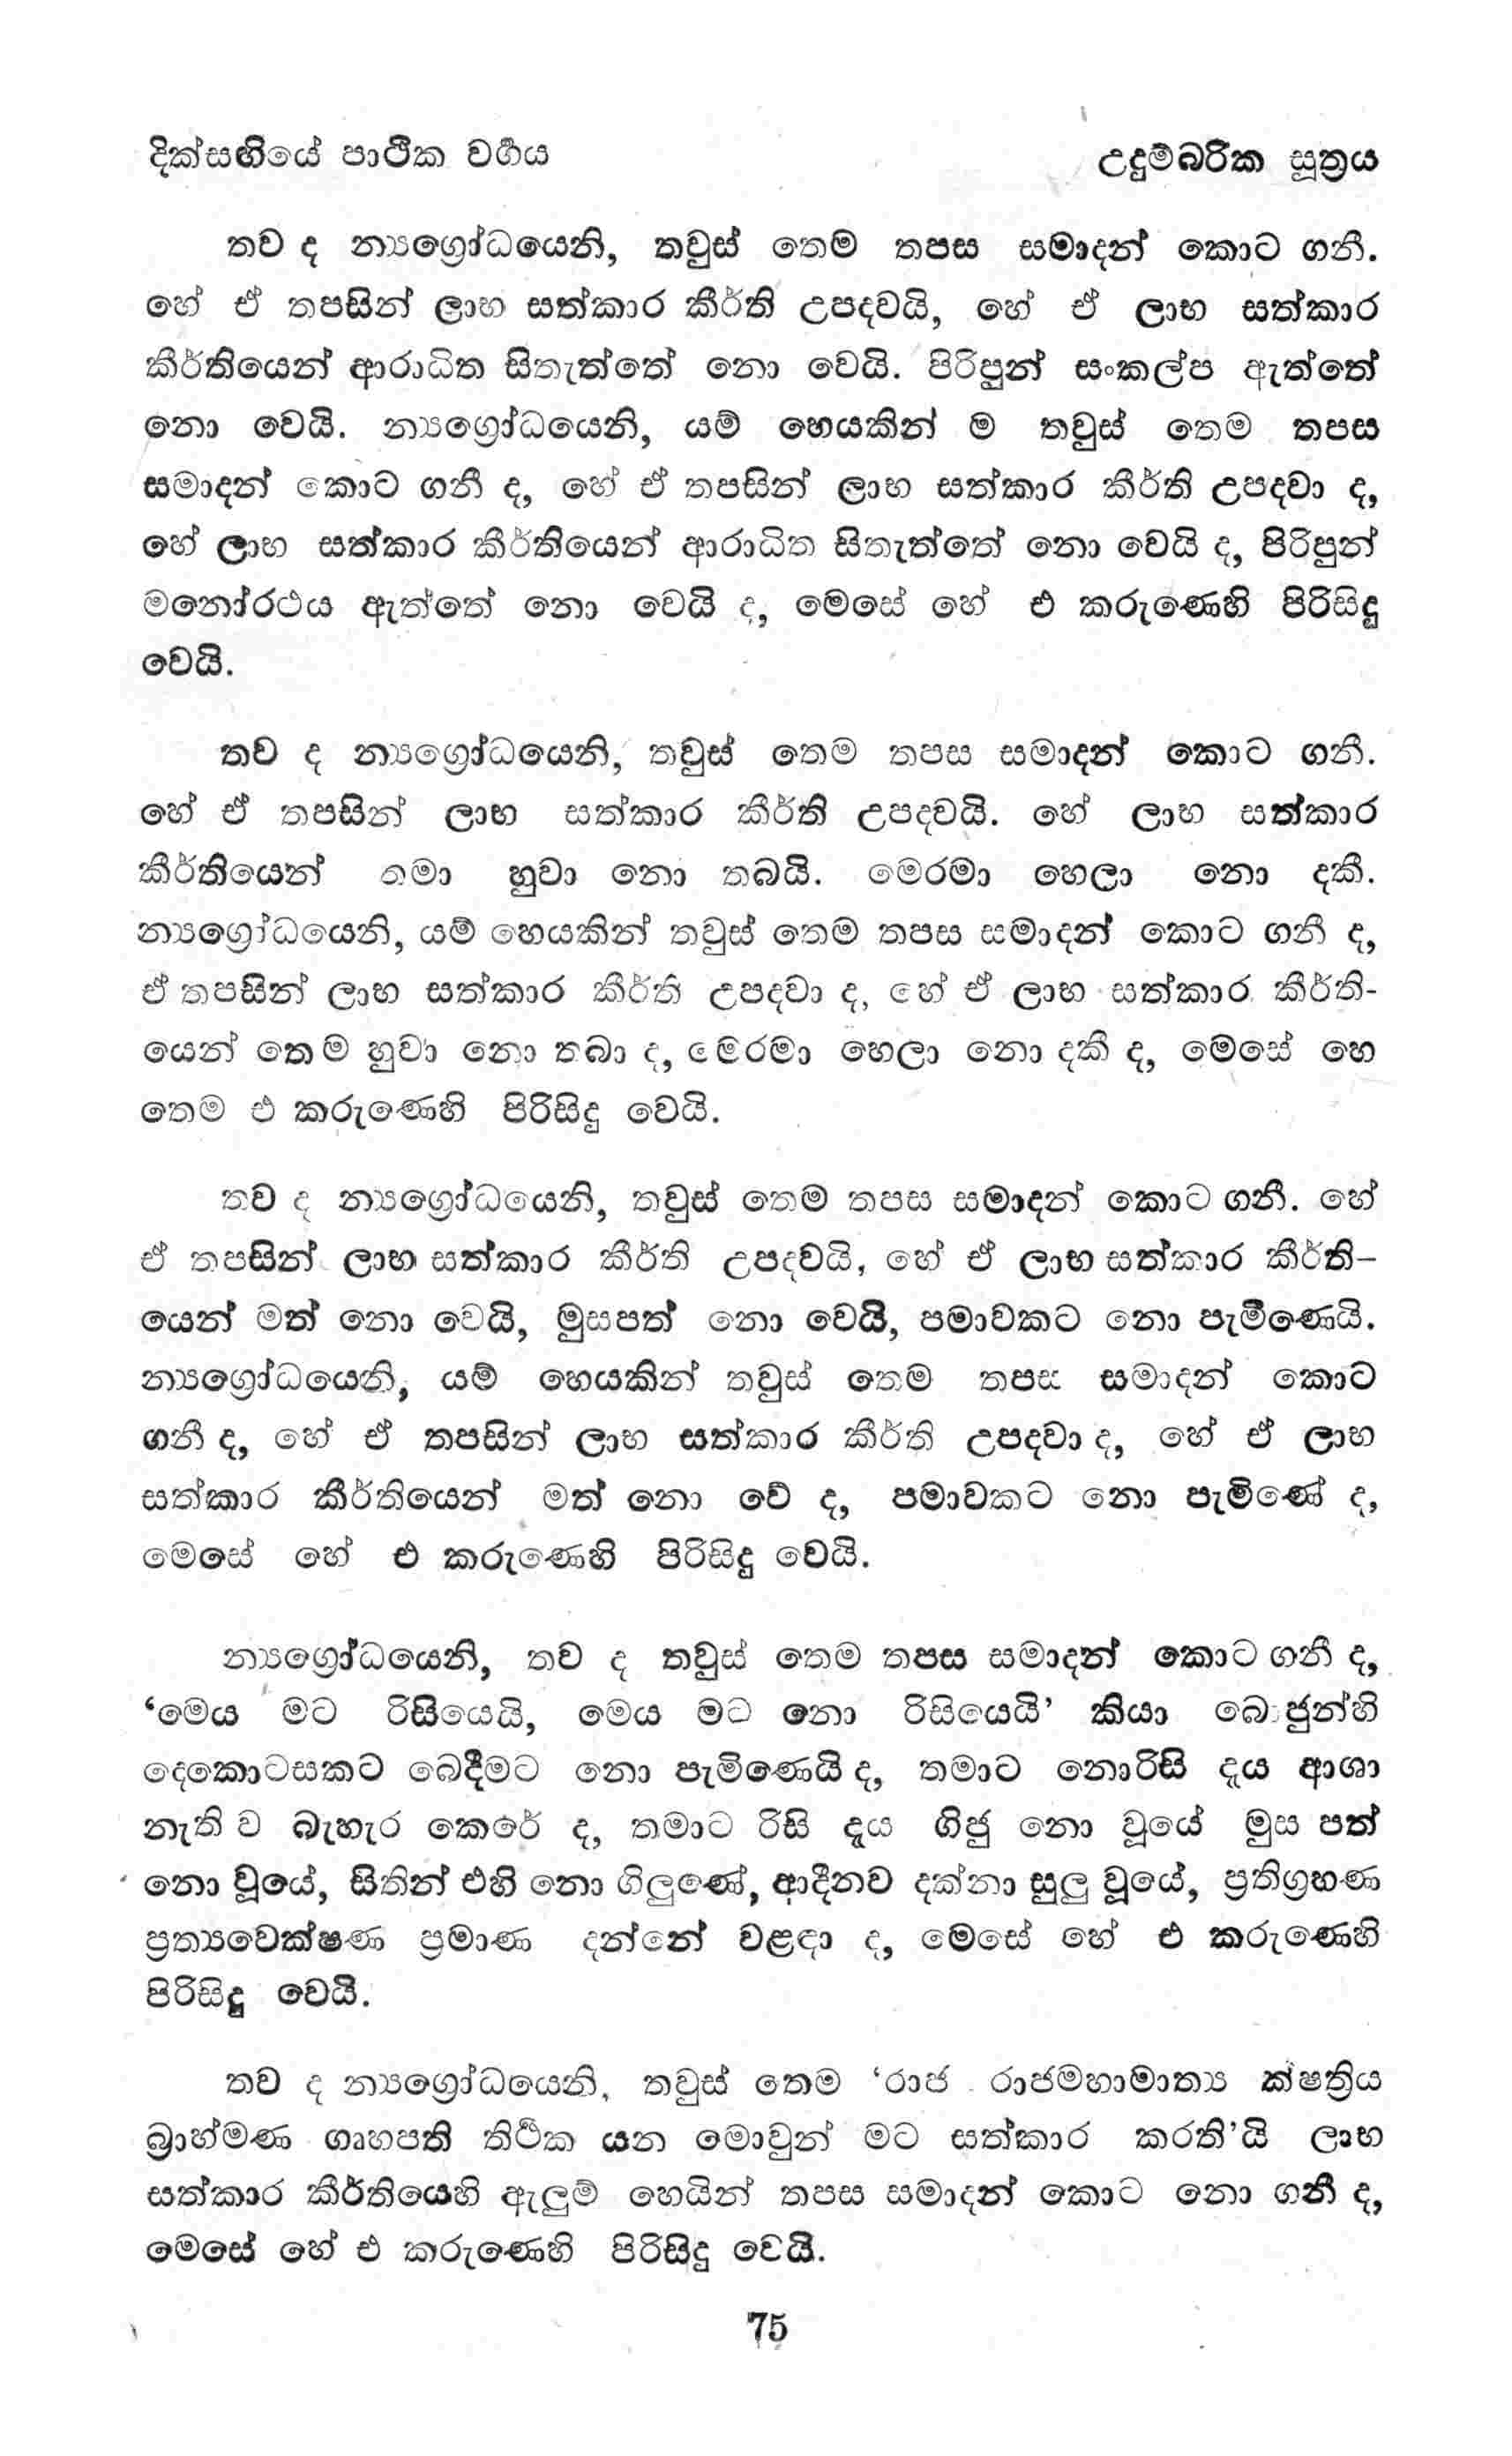 දික්සඟියේ පාථික වර්‍ගය
උදුම්බරික සූත්‍රය
තව ද න්‍යග්‍රෝධයෙනි, තවුස් තෙම තපස සමාදන් කොට ගනී.
හේ ඒ තපසින් ලාභ සත්කාර කීර්ති උපදවයි, හේ ඒ ලාභ සත්කාර
කීර්තියෙන් ආරාධිත සිතැත්තේ නො වෙයි. පිරිපුන් සංකල්ප ඇත්තේ
නො වෙයි. න්‍යග්‍රෝධයෙනි, යම් හෙයකින් ම තවුස් තෙම තපස
සමාදන් කොට ගනී ද, හේ ඒ තපසින් ලාභ සත්කාර කීර්ති උපදවා ද,
හේ ලාභ සත්කාර කීර්තියෙන් ආරාධිත සිතැත්තේ නො වෙයි ද, පිරිපුන්
මනෝරථය ඇත්තේ නො වෙයි ද, මෙසේ හේ එ කරුණෙහි පිරිසිදු
වෙයි.
තව ද න්‍යග්‍රෝධයෙනි, තවුස් තෙම තපස සමාදන් කොට ගනී.
හේ ඒ තපසින් ලාභ සත්කාර කීර්ති උපදවයි. හේ ලාභ සත්කාර
කීර්තියෙන් තමා හුවා නො තබයි. මෙරමා හෙලා නො දකී.
න්‍යග්‍රෝධයෙනි, යම් හෙයකින් තවුස් තෙම තපස සමාදන් කොට ගනී ද,
ඒ තපසින් ලාභ සත්කාර කීර්ති උපදවා ද, හේ ඒ ලාභ සත්කාර කීර්ති-
යෙන් තෙම හුවා නො තබා ද, මෙරමා හෙලා නො දකී ද, මෙසේ හෙ
තෙම එ කරුණෙහි පිරිසිදු වෙයි.
තව ද න්‍යග්‍රෝධයෙනි, තවුස් තෙම තපස සමාදන් කොට ගනී. හේ
ඒ තපසින් ලාභ සත්කාර කීර්ති උපදවයි, හේ ඒ ලාභ සත්කාර කීර්ති-
යෙන් මත් නො වෙයි, මුසපත් නො වෙයි, පමාවකට නො පැමිණෙයි.
න්‍යග්‍රෝධයෙනි, යම් හෙයකින් තවුස් තෙම තපස සමාදන් කොට
ගනී ද, හේ ඒ තපසින් ලාභ සත්කාර කීර්ති උපදවා ද, හේ ඒ ලාභ
සත්කාර කීර්තියෙන් මත් නො වේ ද, පමාවකට නො පැමිණේ ද,
මෙසේ හේ එ කරුණෙහි පිරිසිදු වෙයි.
න්‍යග්‍රෝධයෙනි, තව ද තවුස් තෙම තපස සමාදන් කොට ගනී ද,
‘මෙය මට රිසියෙයි, මෙය මට නො රිසියෙයි’ කියා බොජුන්හි
දෙකොටසකට බෙදීමට නො පැමිණෙයි ද, තමාට නොරිසි දැය ආශා
නැති ව බැහැර කෙරේ ද, තමාට රිසි දැය ගිජු නො වූයේ මුස පත්
නො වූයේ, සිතින් එහි නො ගිලුණේ, ආදීනව දක්නා සුලු වූයේ, ප්‍රතිග්‍රහණ
ප්‍රත්‍යවෙක්ෂණ ප්‍රමාණ දන්නේ වළඳා ද, මෙසේ හේ එ කරුණෙහි
පිරිසිදු වෙයි.
තව ද න්‍යග්‍රෝධයෙනි, තවුස් තෙම ‘රාජ රාජමහාමාත්‍ය ක්ෂත්‍රිය
බ්‍රාහ්මණ ගෘහපති තිර්‍ථක යන මොවුන් මට සත්කාර කරති’යි ලාභ
සත්කාර කීර්තියෙහි ඇලුම් හෙයින් තපස සමාදන් කොට නො ගනී ද,
මෙසේ හේ එ කරුණෙහි පිරිසිදු වෙයි.
75